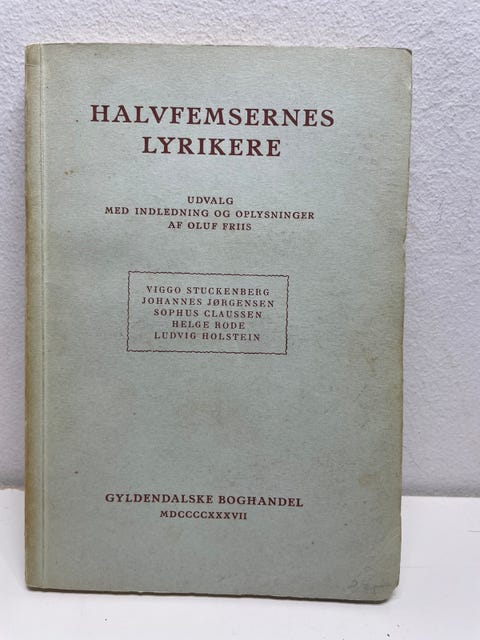 HALVFEMSERNES
LYRIKERE
UDVALG
MED INDLEDNING OG OPLYSNINGER
AF OLUF FRIIS
VIGGO STUCKENBERG
JOHANNES JØRGENSEN
SOPHUS CLAUSSEN
HELGE RODE
LUDVIG HOLSTEIN
GYLDENDALSKE BOGHANDEL
MDCCCCXXXVII